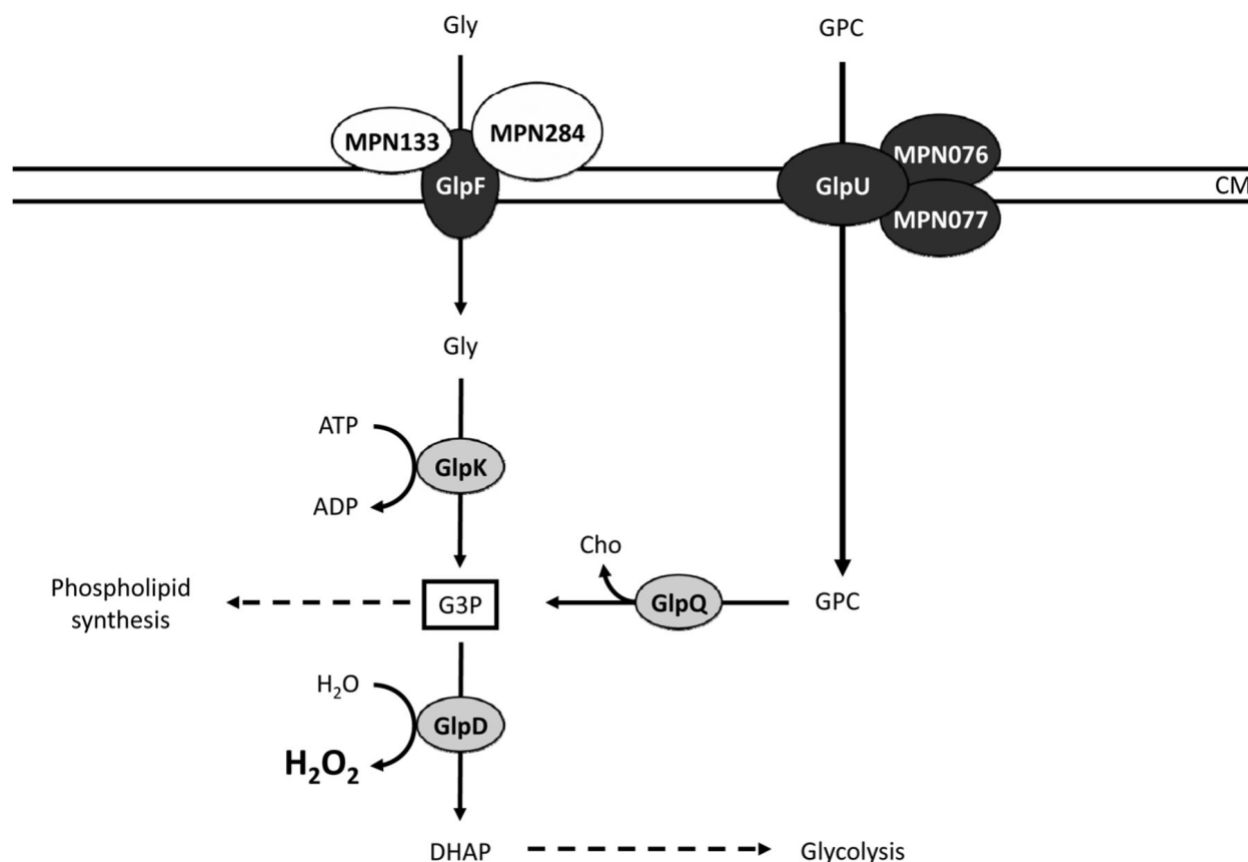 Gly
GPC
MPN133
MPN284
MPN076
GlpF
GlpU
CM
MPN077
Gly
ATP
GlpK
ADP
Cho
Phospholipid
synthesis
G3P
GlpQ
GPC
H₂O
GlpD
H₂O₂
DHAP
Glycolysis